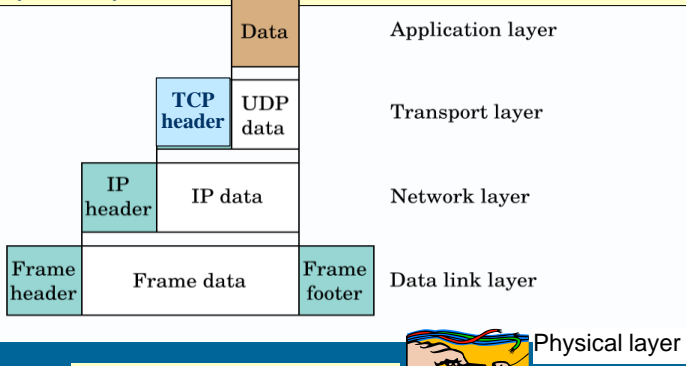 Data
Application layer
TCP
header
UDP
data
Transport layer
IP
header
IP data
Network layer
Frame
header
Frame data
Frame
footer
Data link layer
Physical layer